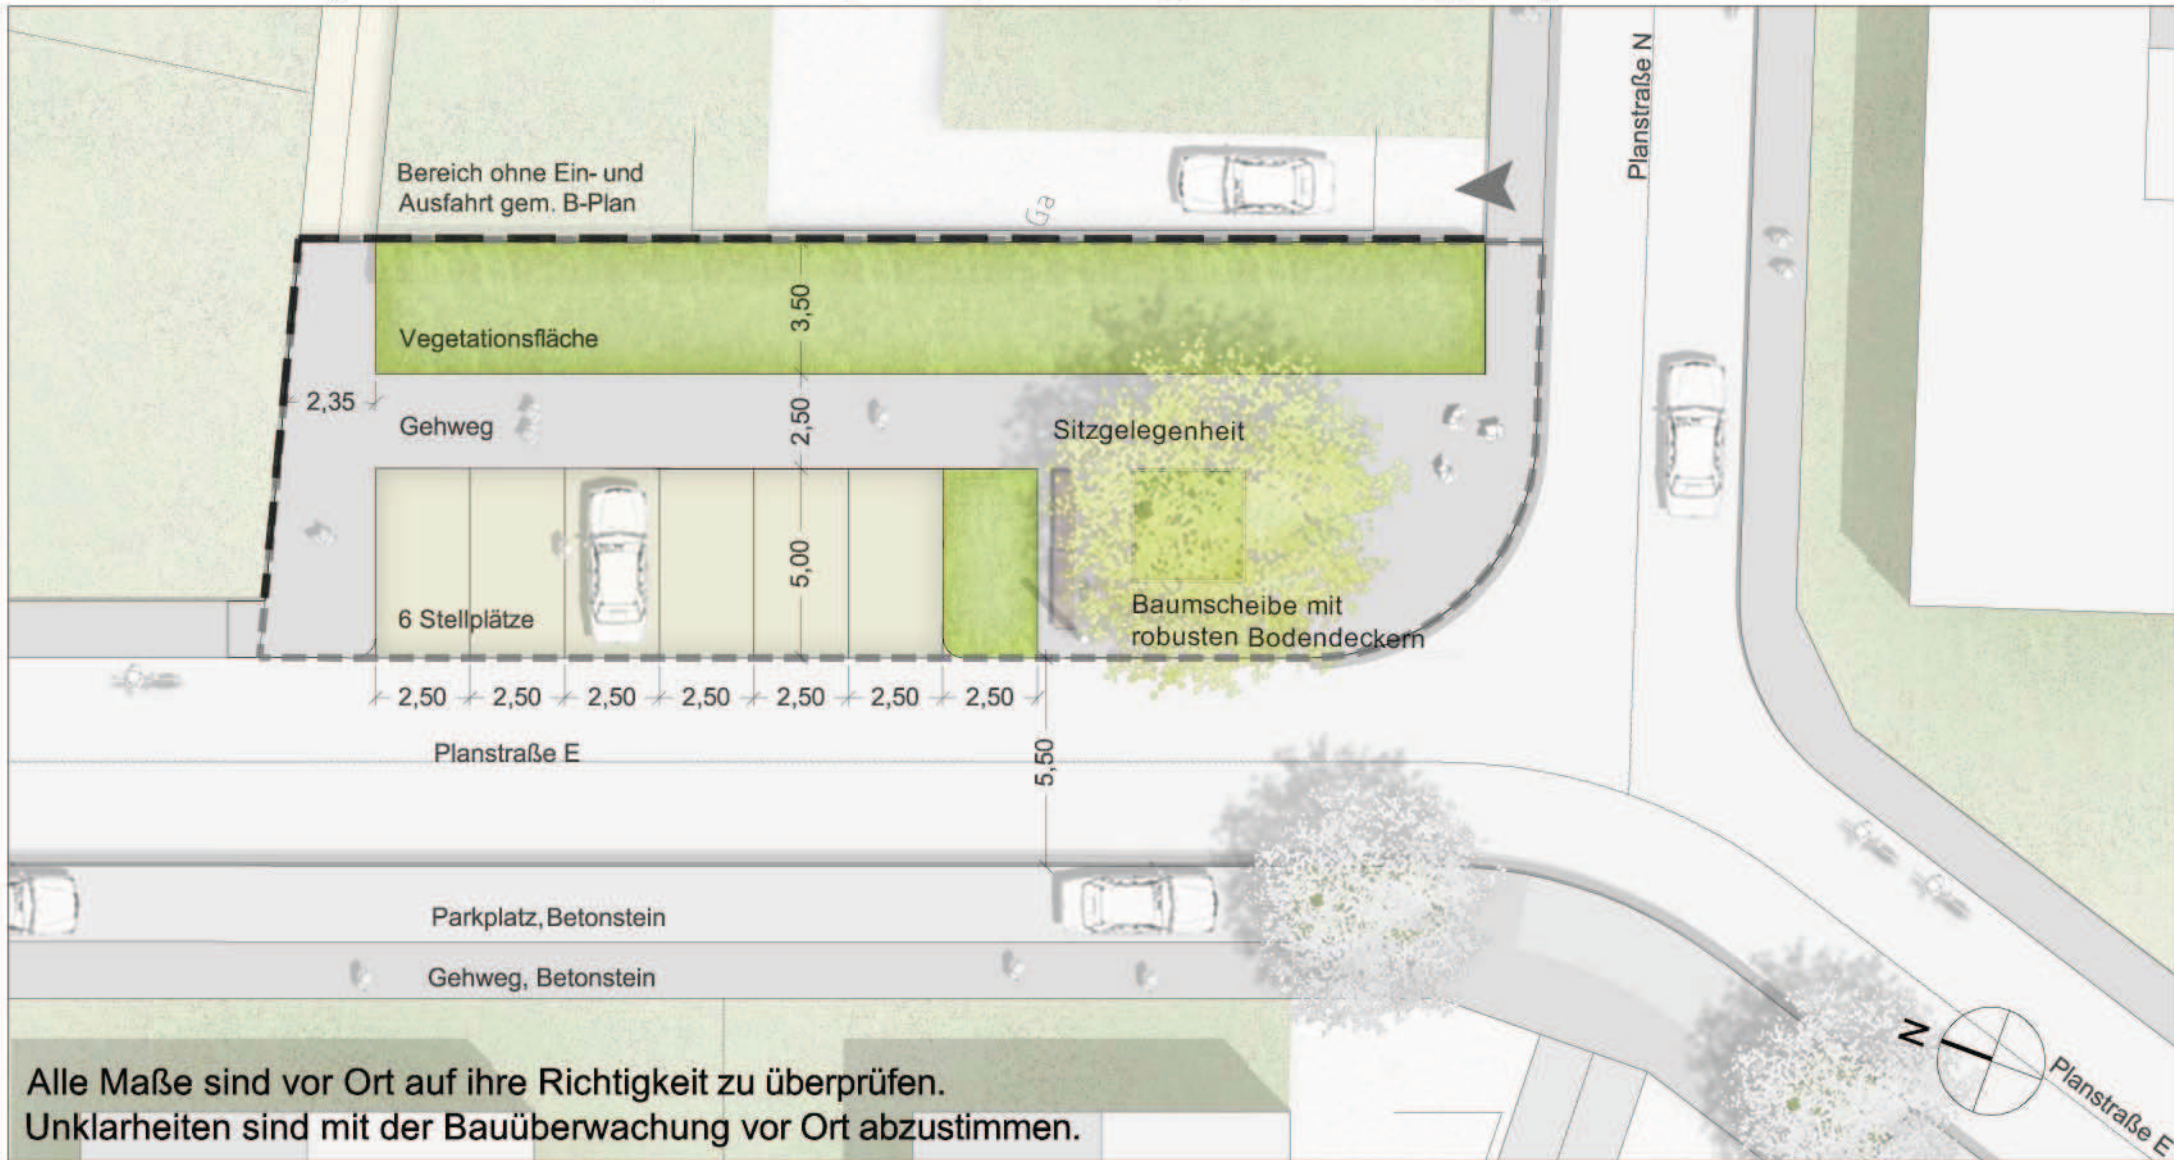 Planstraße N
Bereich ohne Ein- und
Ausfahrt gem. B-Plan
Ga
3,50
Vegetationsfläche
2,35
Gehweg
2,50
Sitzgelegenheit
5,00
6 Stellplätze
Baumscheibe mit
robusten Bodendeckern
2,50 2,50 2,50 2,50 2,50 2,50 2,50
Planstraße E
5,50
Parkplatz, Betonstein
Gehweg, Betonstein
N
Planstraße E
Alle Maße sind vor Ort auf ihre Richtigkeit zu überprüfen.
Unklarheiten sind mit der Bauüberwachung vor Ort abzustimmen.